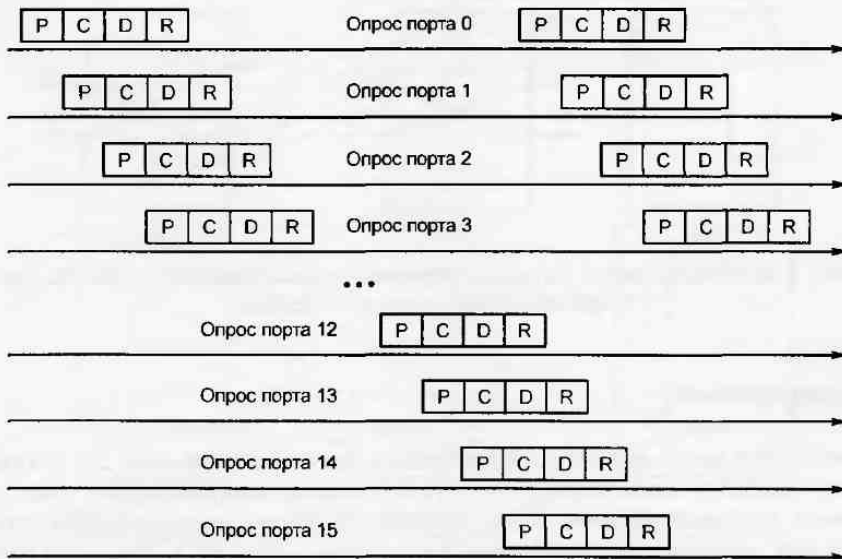 P C D R Опрос порта 0 P C D R
P C D R Опрос порта 1 P C D R
P C D R Опрос порта 2 P C D R
P C D R Опрос порта 3 P C D R
...
Опрос порта 12 P C D R
Опрос порта 13 P C D R
Опрос порта 14 P C D R
Опрос порта 15 P C D R